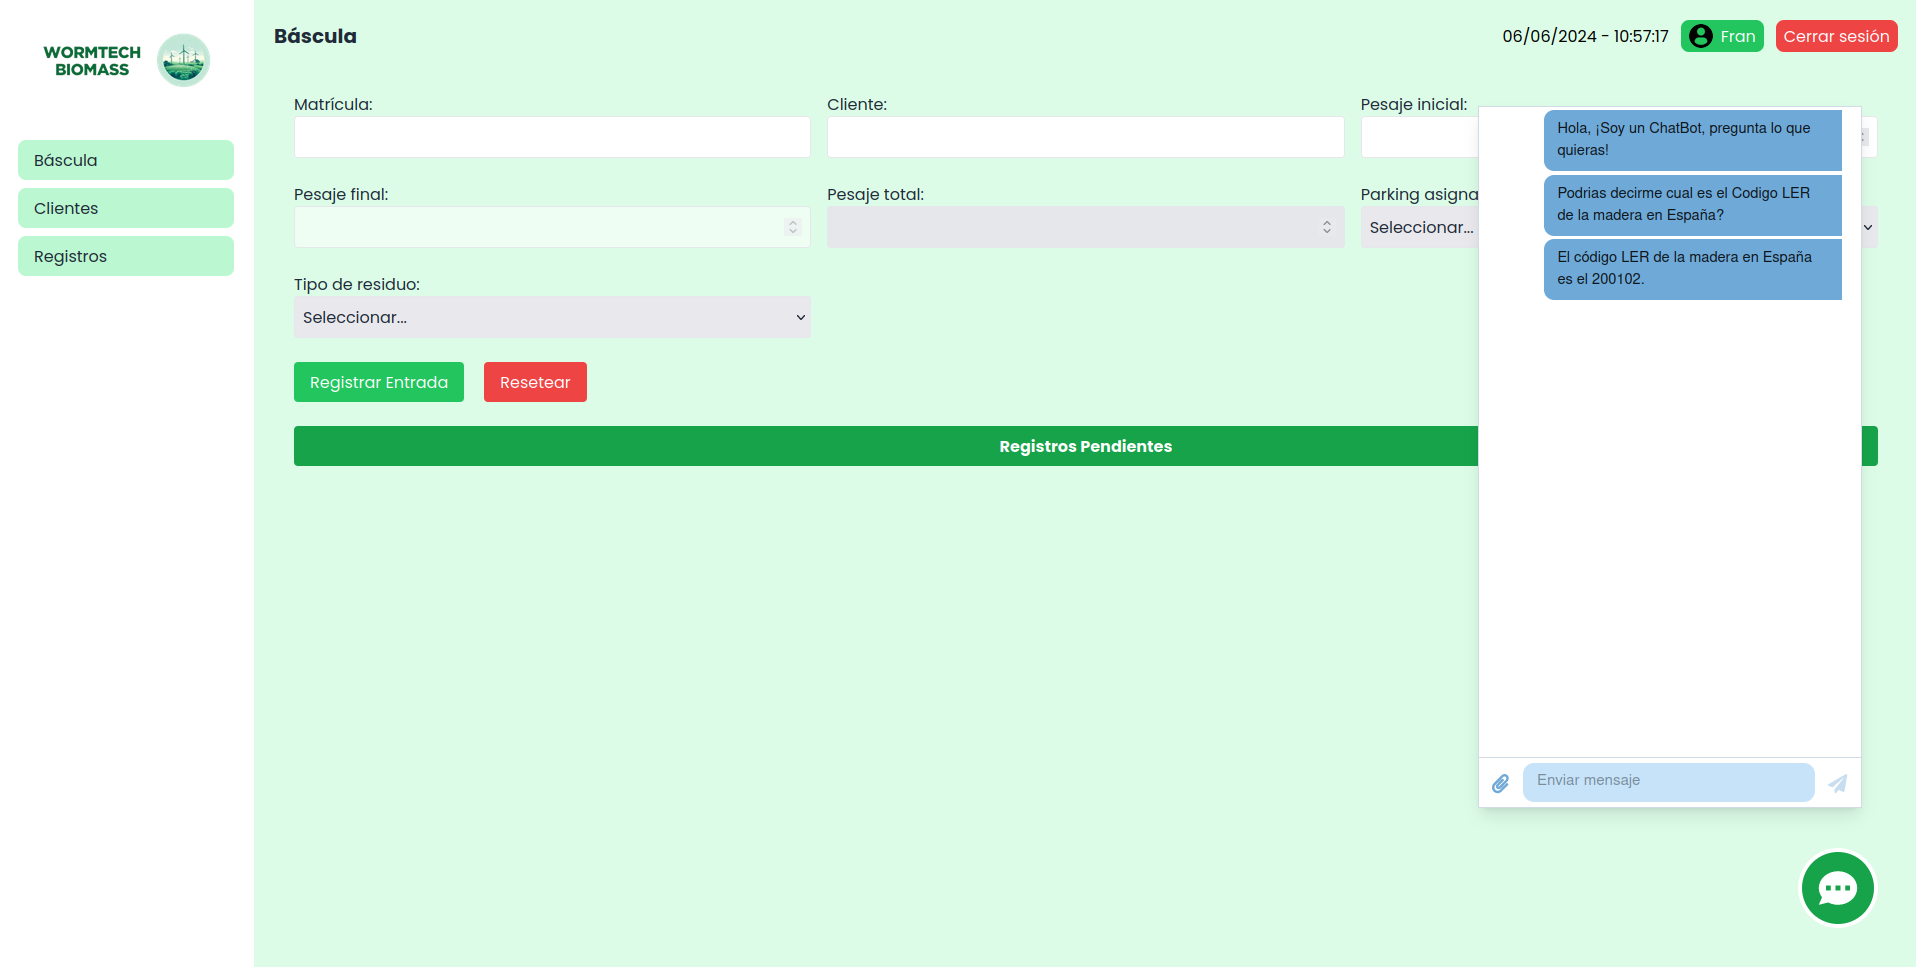 WORMTECH
BIOMASS
Báscula
Clientes
Registros
Báscula
06/06/2024 - 10:57:17
Fran
Cerrar sesión
Matrícula:
Cliente:
Pesaje inicial:
Pesaje final:
Pesaje total:
Parking asigna
Seleccionar...
Tipo de residuo:
Seleccionar...
Registrar Entrada
Resetear
Registros Pendientes
Hola, ¡Soy un ChatBot, pregunta lo que
quieras!
Podrias decirme cual es el Codigo LER
de la madera en España?
El código LER de la madera en España
es el 200102.
Enviar mensaje